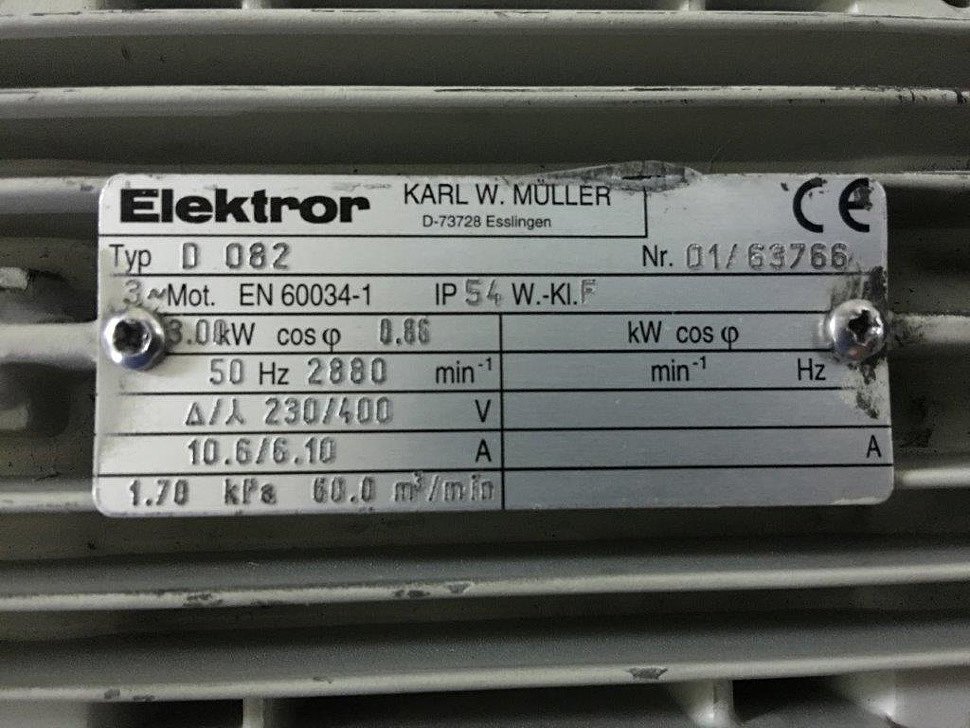 Elektror KARL W. MÜLLER
D-73728 Esslingen
CE
Typ D 082 Nr. 01/63766
3~Mot. EN 60034-1 IP 54 W.-Kl. F
3.00kW cos φ 0.86 kW cos φ
50 Hz 2880 min⁻¹ min⁻¹ Hz
Δ/⅄ 230/400 V
10.6/6.10 A A
1.70 kPa 60.0 m³/min